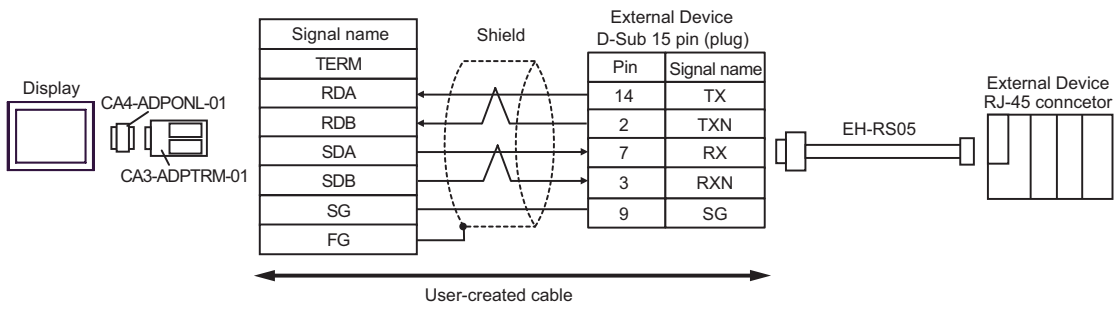 Display
CA4-ADPONL-01
CA3-ADPTRM-01
Signal name
TERM
RDA
RDB
SDA
SDB
SG
FG
Shield
External Device
D-Sub 15 pin (plug)
Pin Signal name
14 TX
2 TXN
7 RX
3 RXN
9 SG
EH-RS05
External Device
RJ-45 conncetor
User-created cable